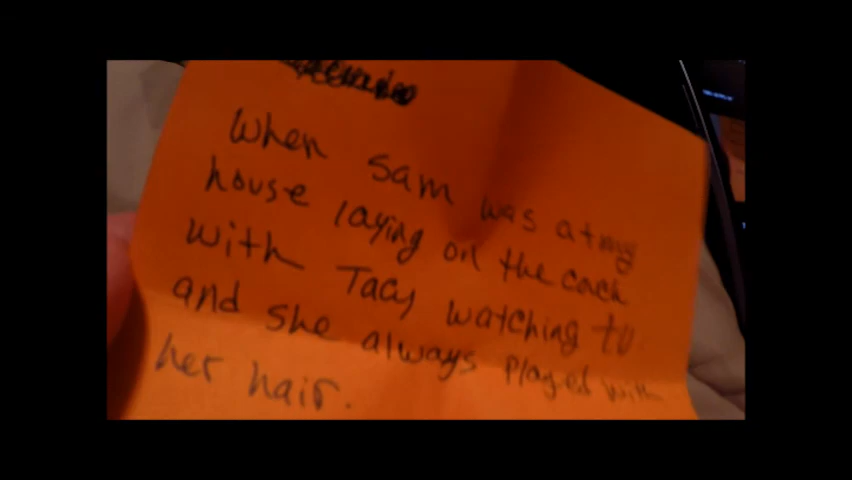 When Sam was at my
house laying on the coch
with Tacy watching tv
and she always played with
her hair.